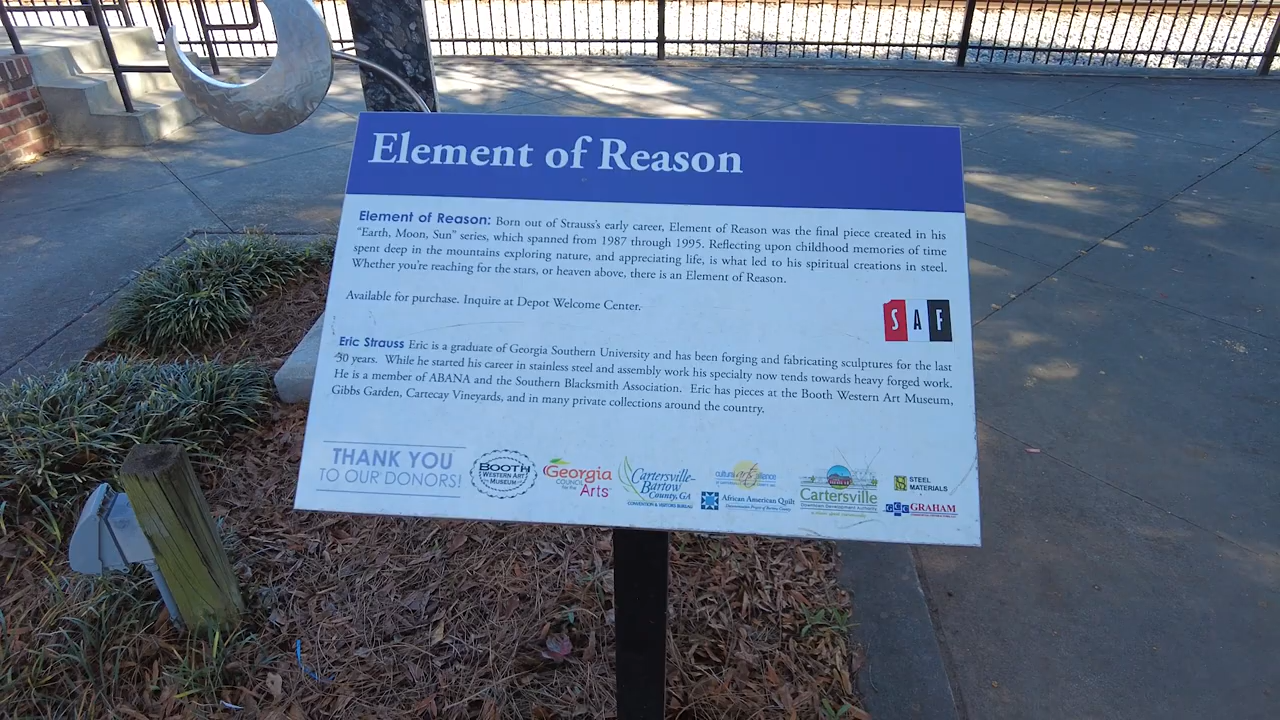 Element of Reason
Element of Reason: Born out of Strauss's early career, Element of Reason was the final piece created in his
"Earth, Moon, Sun" series, which spanned from 1987 through 1995. Reflecting upon childhood memories of time
spent deep in the mountains exploring nature, and appreciating life, is what led to his spiritual creations in steel.
Whether you're reaching for the stars, or heaven above, there is an Element of Reason.
Available for purchase. Inquire at Depot Welcome Center.
SAF
Eric Strauss Eric is a graduate of Georgia Southern University and has been forging and fabricating sculptures for the last
30 years. While he started his career in stainless steel and assembly work his specialty now tends towards heavy forged work.
He is a member of ABANA and the Southern Blacksmith Association. Eric has pieces at the Booth Western Art Museum,
Gibbs Garden, Cartecay Vineyards, and in many private collections around the country.
THANK YOU
TO OUR DONORS!
BOOTH
WESTERN ART
MUSEUM
Georgia
COUNCIL
for the
Arts
Cartersville-
Bartow
County, GA
CONVENTION & VISITORS BUREAU
cultural arts
African American Quilt
Cartersville
Downtown Development Authority
STEEL
MATERIALS
GCC GRAHAM